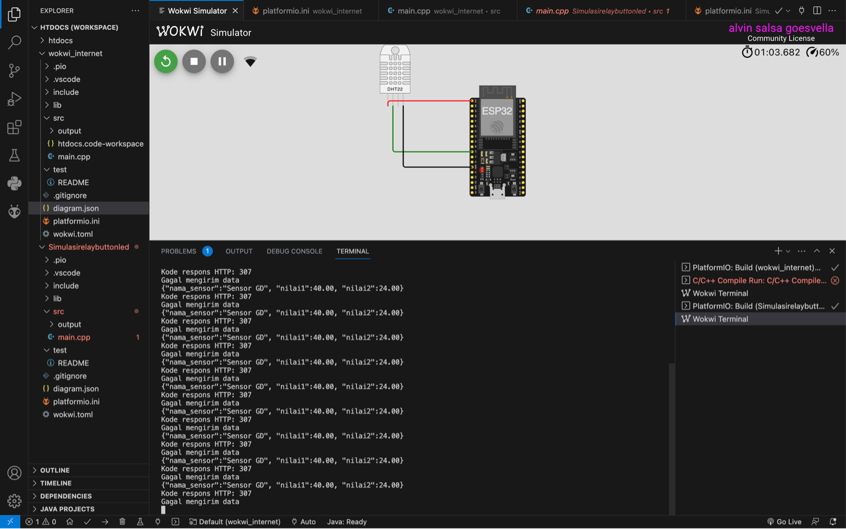 EXPLORER
HTDOCS (WORKSPACE)
htdocs
wokwi_internet
.pio
.vscode
include
lib
src
output
htdocs.code-workspace
main.cpp
test
README
.gitignore
diagram.json
platformio.ini
wokwi.toml
Simulasirelaybuttonled
.pio
.vscode
include
lib
src
output
main.cpp 1
test
README
.gitignore
diagram.json
platformio.ini
wokwi.toml
OUTLINE
TIMELINE
DEPENDENCIES
JAVA PROJECTS
Wokwi Simulator
platformio.ini wokwi_internet
main.cpp wokwi_internet • src
main.cpp Simulasirelaybuttonled • src 1
platformio.ini
WOKWI Simulator
alvin salsa goesvella
Community License
01:03.682 60%
DHT22
ESP32
PROBLEMS 1 OUTPUT DEBUG CONSOLE TERMINAL
Kode respons HTTP: 307
Gagal mengirim data
{"nama_sensor":"Sensor GD", "nilai1":40.00, "nilai2":24.00}
Kode respons HTTP: 307
Gagal mengirim data
{"nama_sensor":"Sensor GD", "nilai1":40.00, "nilai2":24.00}
Kode respons HTTP: 307
Gagal mengirim data
{"nama_sensor":"Sensor GD", "nilai1":40.00, "nilai2":24.00}
Kode respons HTTP: 307
Gagal mengirim data
{"nama_sensor":"Sensor GD", "nilai1":40.00, "nilai2":24.00}
Kode respons HTTP: 307
Gagal mengirim data
{"nama_sensor":"Sensor GD", "nilai1":40.00, "nilai2":24.00}
Kode respons HTTP: 307
Gagal mengirim data
{"nama_sensor":"Sensor GD", "nilai1":40.00, "nilai2":24.00}
Kode respons HTTP: 307
Gagal mengirim data
{"nama_sensor":"Sensor GD", "nilai1":40.00, "nilai2":24.00}
Kode respons HTTP: 307
Gagal mengirim data
{"nama_sensor":"Sensor GD", "nilai1":40.00, "nilai2":24.00}
Kode respons HTTP: 307
Gagal mengirim data
{"nama_sensor":"Sensor GD", "nilai1":40.00, "nilai2":24.00}
Kode respons HTTP: 307
Gagal mengirim data
PlatformIO: Build (wokwi_internet)...
C/C++ Compile Run: C/C++ Compile...
Wokwi Terminal
PlatformIO: Build (Simulasirelaybutt...
Wokwi Terminal
1 0 Default (wokwi_internet) Auto Java: Ready Go Live